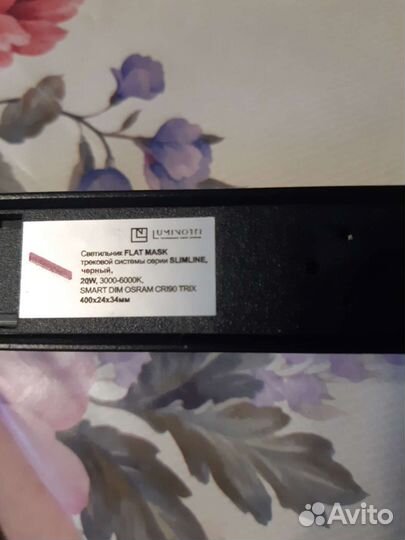 LUMINOTTI
Светильник FLAT MASK
трековой системы серии SLIMLINE,
черный,
20W, 3000-6000K,
SMART DIM OSRAM CRI90 TRIX
400x24x34мм
Avito